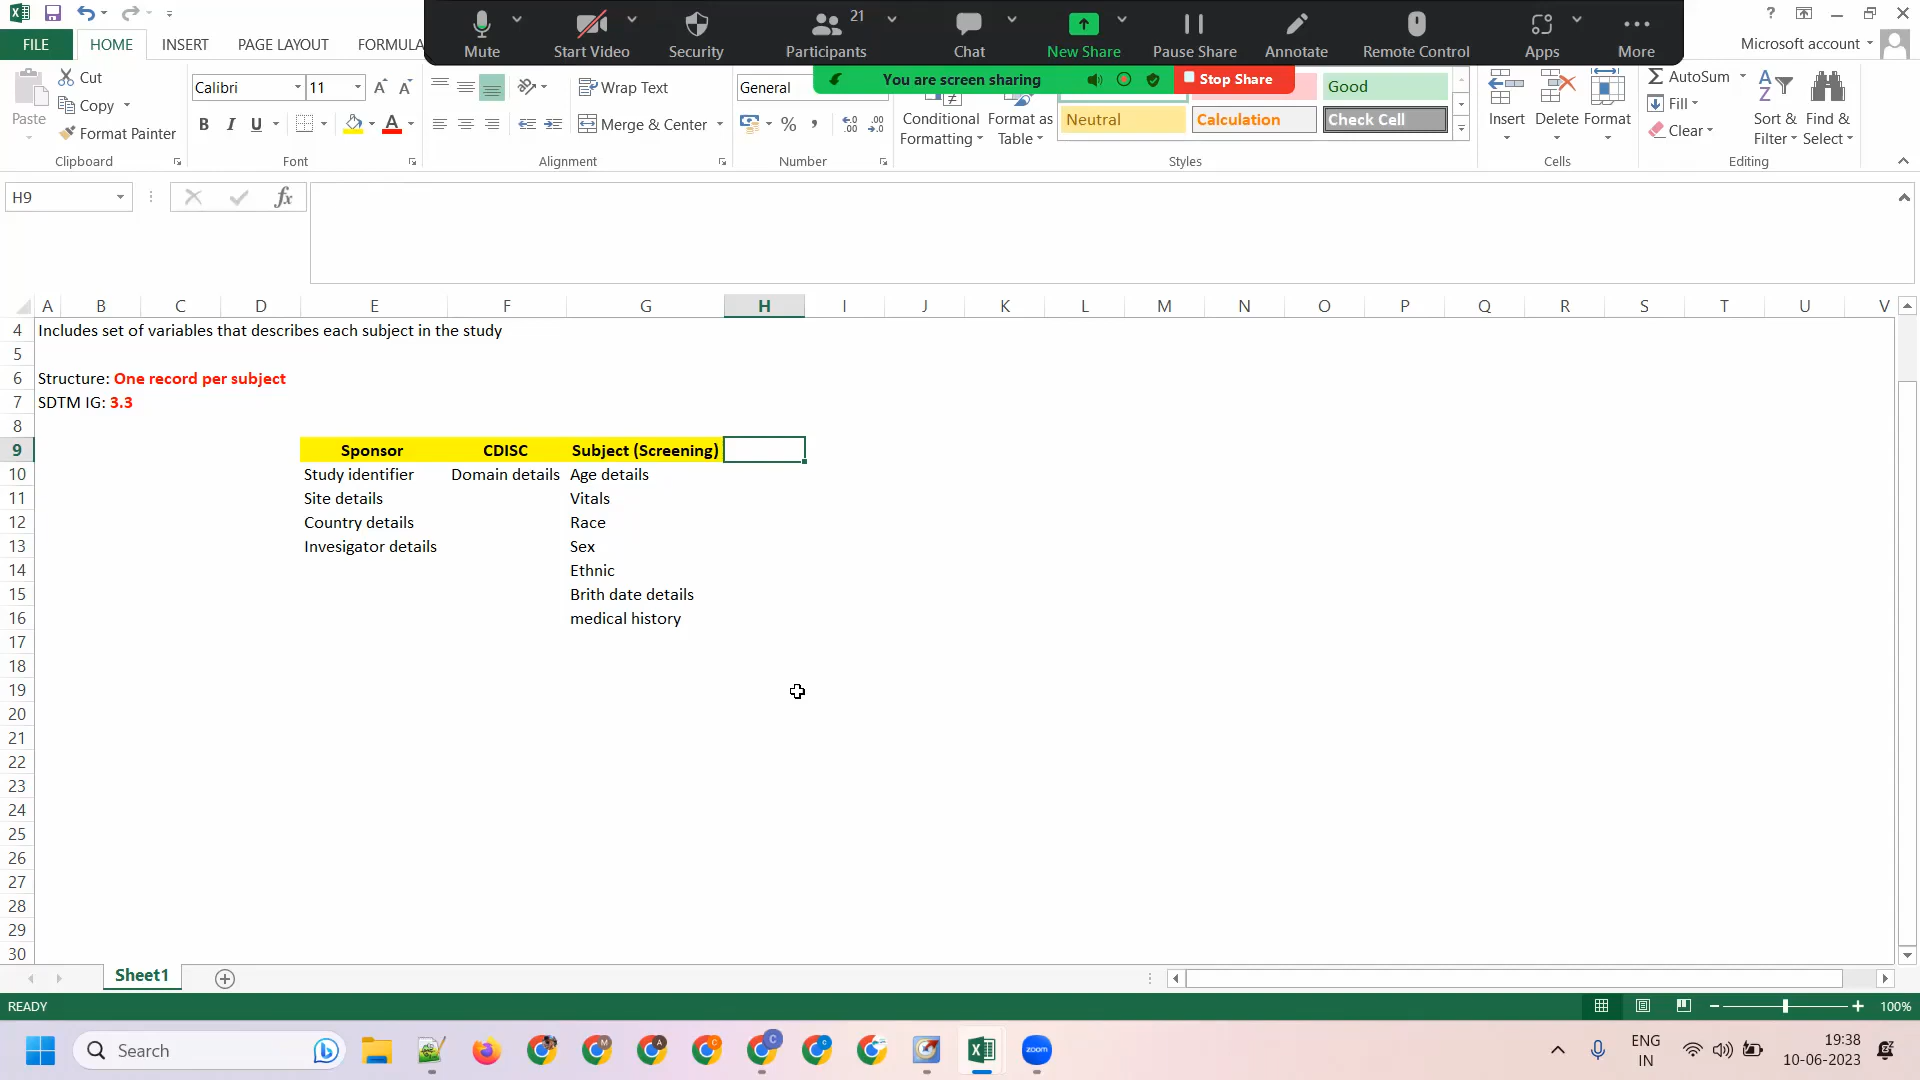 Mute
Start Video
Security
Participants 21
Chat
New Share
Pause Share
Annotate
Remote Control
Apps
More
You are screen sharing
Stop Share
FILE
HOME
INSERT
PAGE LAYOUT
FORMULA
Microsoft account
Paste
Cut
Copy
Format Painter
Clipboard
Calibri 11
B I U
Font
Wrap Text
Merge & Center
Alignment
General
Number
Conditional Formatting
Format as Table
Good
Neutral
Calculation
Check Cell
Styles
Insert
Delete
Format
Cells
AutoSum
Fill
Clear
Sort & Filter
Find & Select
Editing
H9
fx
A B C D E F G H I J K L M N O P Q R S T U V
4 Includes set of variables that describes each subject in the study
5
6 Structure: One record per subject
7 SDTM IG: 3.3
8
9 Sponsor CDISC Subject (Screening)
10 Study identifier Domain details Age details
11 Site details Vitals
12 Country details Race
13 Invesigator details Sex
14 Ethnic
15 Brith date details
16 medical history
17
18
19
20
21
22
23
24
25
26
27
28
29
30
Sheet1
READY
100%
Search
zoom
ENG
IN
19:38
10-06-2023